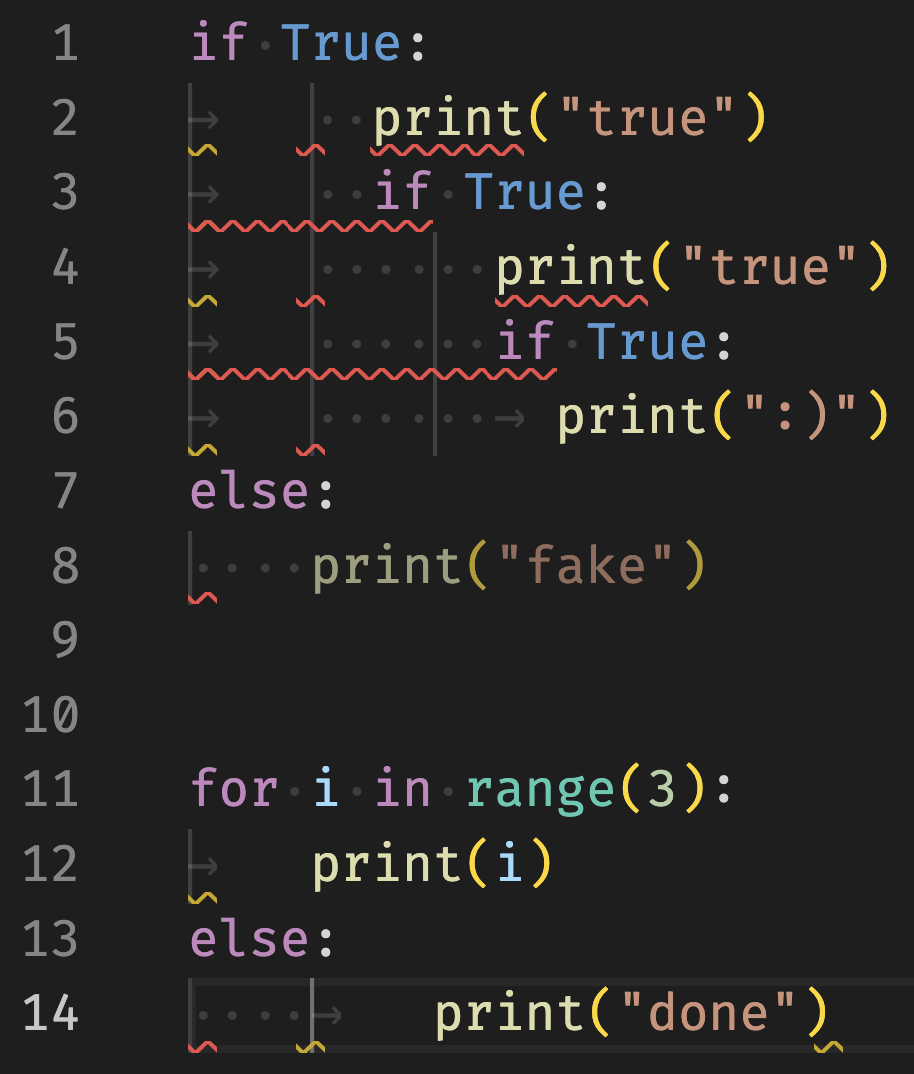 1 if True:
2 → ··print("true")
3 → ··if True:
4 → ······print("true")
5 → ······if True:
6 → ······→ print(":)")
7 else:
8 ····print("fake")
9
10
11 for i in range(3):
12 → print(i)
13 else:
14 ····→ print("done")